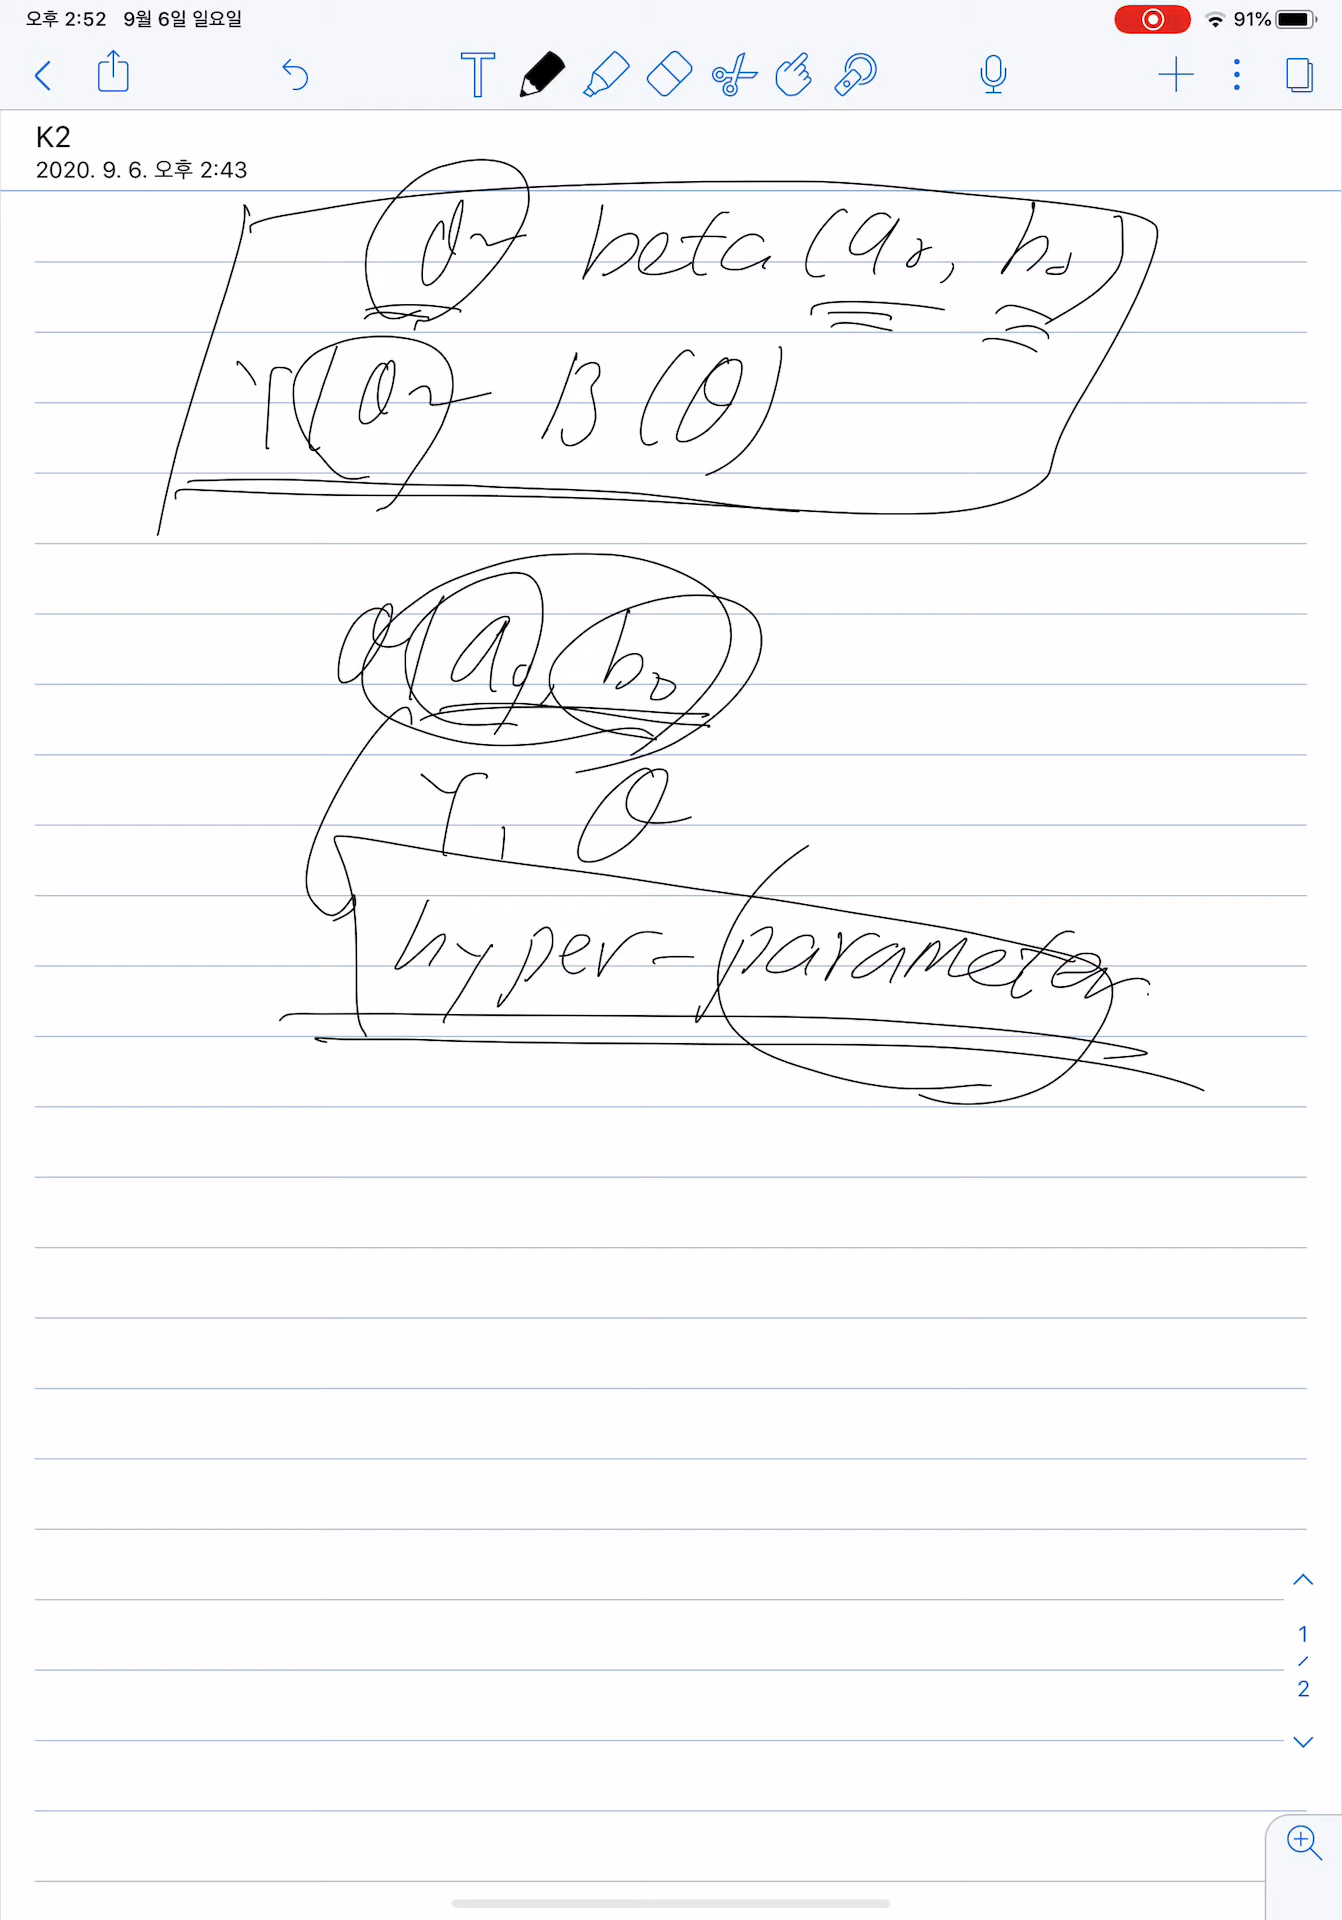 오후 2:52 9월 6일 일요일 91%
K2
2020. 9. 6. 오후 2:43
θ ~ beta (a₀, b₀)
Y|θ ~ B(θ)
θ|a₀, b₀
Y, θ
hyper-parameter.
1
/
2